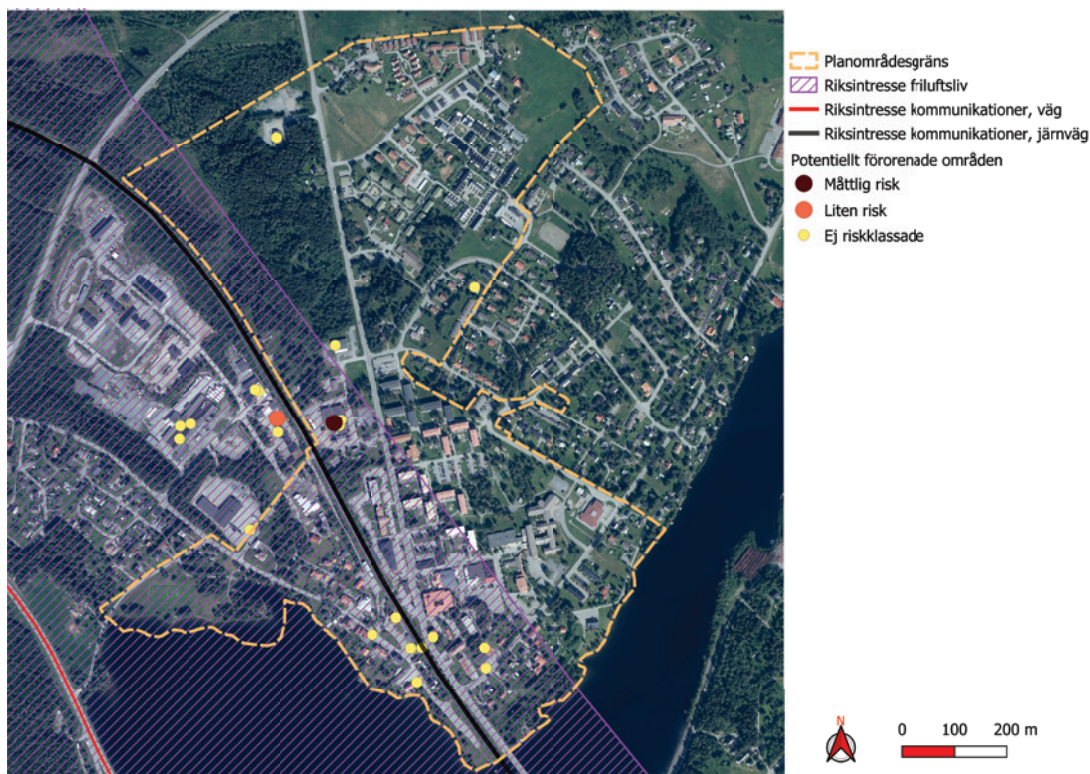 Planområdesgräns
Riksintresse friluftsliv
Riksintresse kommunikationer, väg
Riksintresse kommunikationer, järnväg
Potentiellt förorenade områden
Måttlig risk
Liten risk
Ej riskklassade
N
0 100 200 m